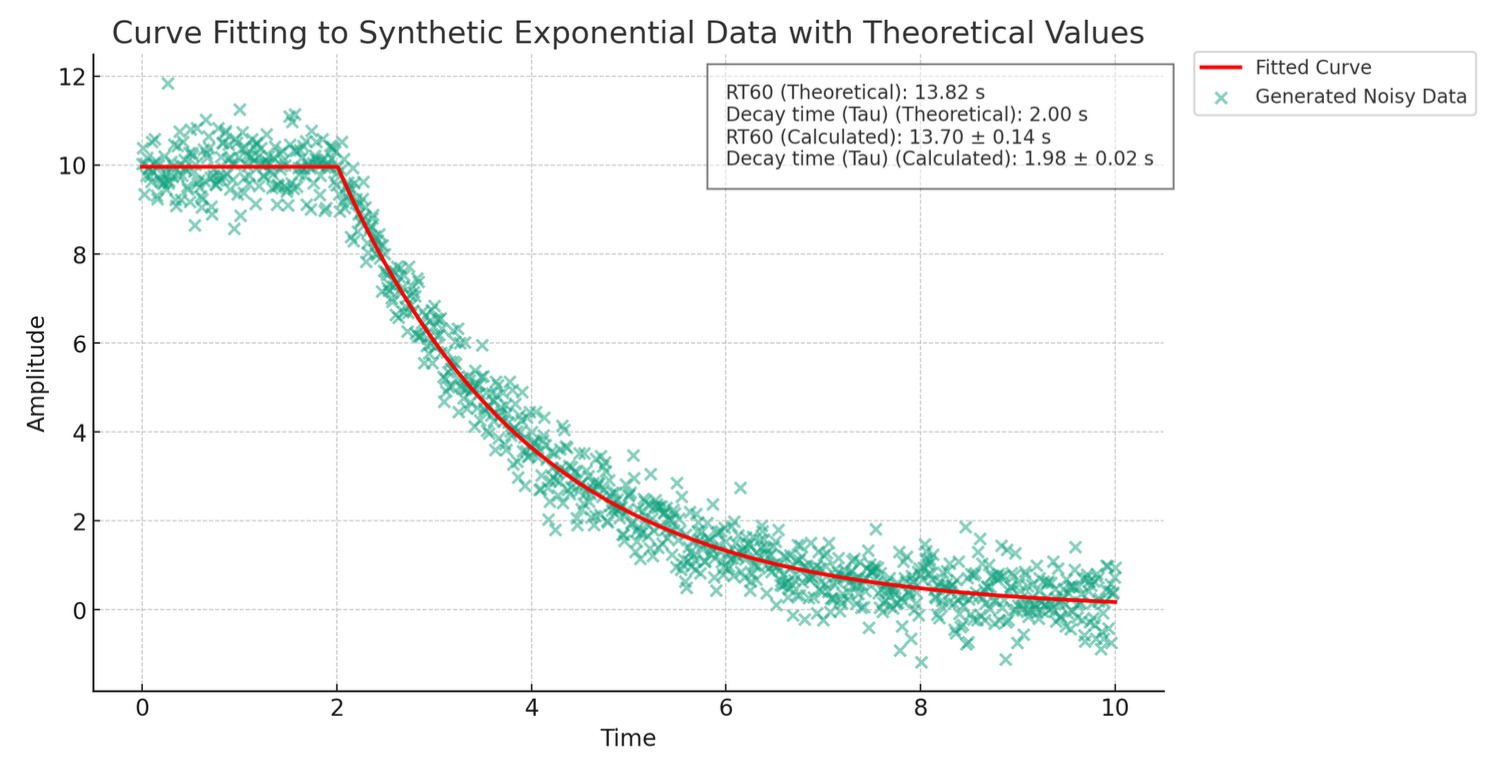 Curve Fitting to Synthetic Exponential Data with Theoretical Values
Fitted Curve
Generated Noisy Data
RT60 (Theoretical): 13.82 s
Decay time (Tau) (Theoretical): 2.00 s
RT60 (Calculated): 13.70 ± 0.14 s
Decay time (Tau) (Calculated): 1.98 ± 0.02 s
Amplitude
12
10
8
6
4
2
0
0 2 4 6 8 10
Time